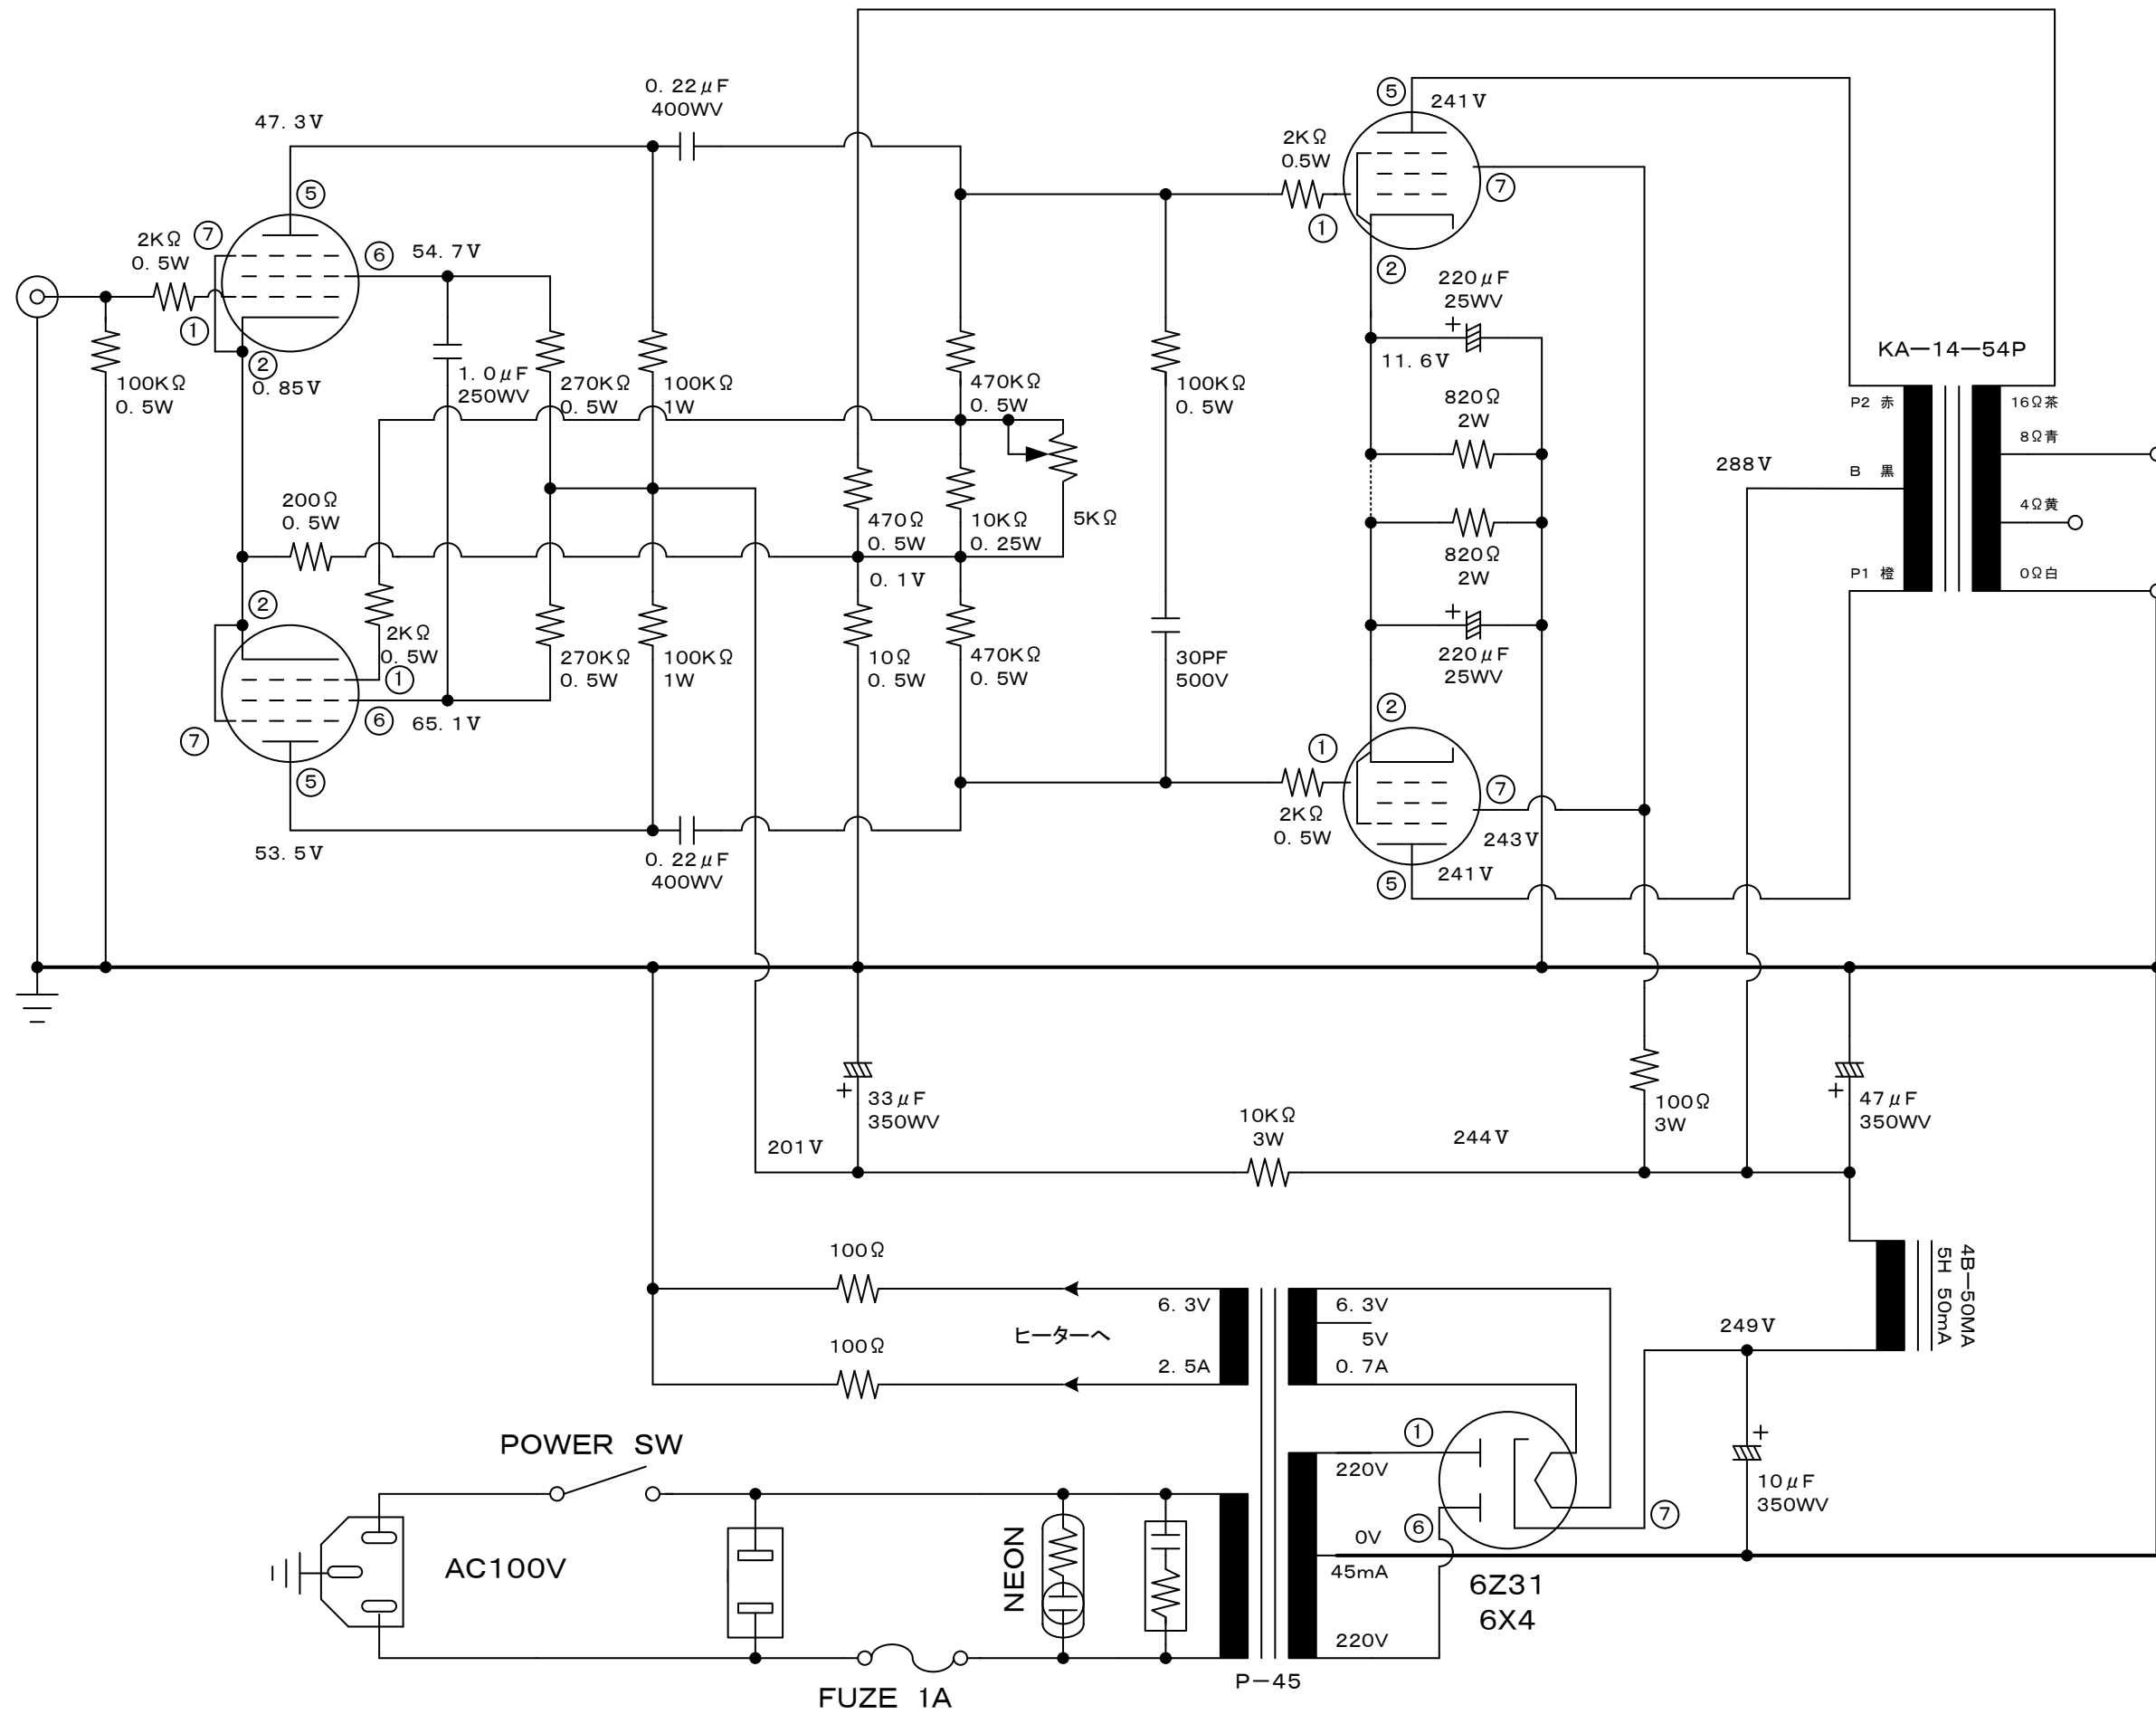 0.22μF
400WV
47.3V
⑤
241V
2KΩ
0.5W
⑤
⑦
2KΩ
0.5W
⑥
54.7V
⑦
①
①
②
0.85V
②
220μF
25WV
100KΩ
0.5W
1.0μF
250WV
270KΩ
0.5W
100KΩ
1W
470KΩ
0.5W
100KΩ
0.5W
11.6V
820Ω
2W
KA-14-54P
P2 赤
16Ω茶
8Ω青
288V
B 黒
4Ω黄
P1 橙
0Ω白
200Ω
0.5W
470Ω
0.5W
10KΩ
0.25W
5KΩ
0.1V
820Ω
2W
②
2KΩ
0.5W
①
⑥
65.1V
⑦
⑤
270KΩ
0.5W
100KΩ
1W
10Ω
0.5W
470KΩ
0.5W
30PF
500V
220μF
25WV
②
①
⑦
2KΩ
0.5W
243V
241V
⑤
53.5V
0.22μF
400WV
33μF
350WV
201V
10KΩ
3W
244V
100Ω
3W
47μF
350WV
4B-50MA
5H 50mA
100Ω
100Ω
ヒーターへ
6.3V
2.5A
6.3V
5V
0.7A
249V
10μF
350WV
POWER SW
AC100V
NEON
FUZE 1A
P-45
①
220V
⑥
⑦
0V
45mA
220V
6Z31
6X4